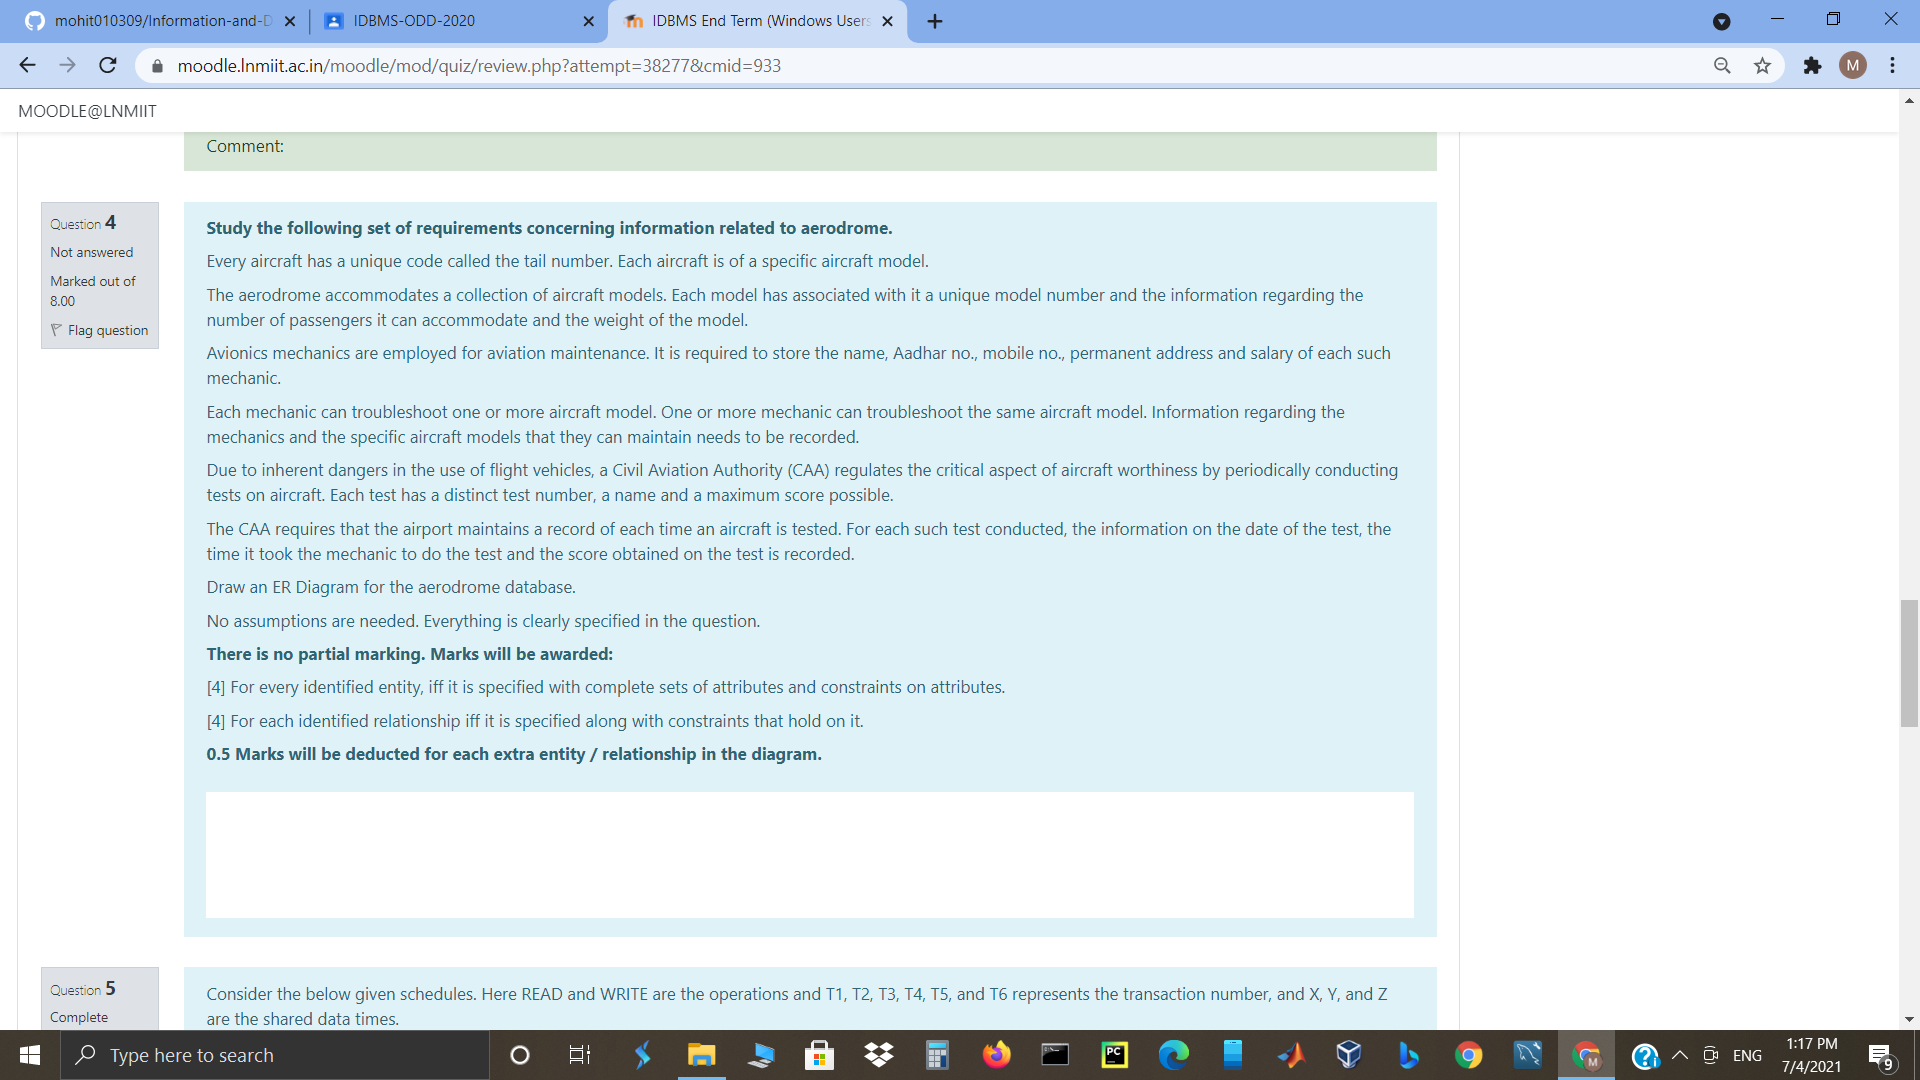 mohit010309/Information-and-D
IDBMS-ODD-2020
IDBMS End Term (Windows Users
moodle.lnmiit.ac.in/moodle/mod/quiz/review.php?attempt=38277&cmid=933
M
MOODLE@LNMIIT
Comment:
Question 4
Not answered
Marked out of
8.00
Flag question
Study the following set of requirements concerning information related to aerodrome.
Every aircraft has a unique code called the tail number. Each aircraft is of a specific aircraft model.
The aerodrome accommodates a collection of aircraft models. Each model has associated with it a unique model number and the information regarding the
number of passengers it can accommodate and the weight of the model.
Avionics mechanics are employed for aviation maintenance. It is required to store the name, Aadhar no., mobile no., permanent address and salary of each such
mechanic.
Each mechanic can troubleshoot one or more aircraft model. One or more mechanic can troubleshoot the same aircraft model. Information regarding the
mechanics and the specific aircraft models that they can maintain needs to be recorded.
Due to inherent dangers in the use of flight vehicles, a Civil Aviation Authority (CAA) regulates the critical aspect of aircraft worthiness by periodically conducting
tests on aircraft. Each test has a distinct test number, a name and a maximum score possible.
The CAA requires that the airport maintains a record of each time an aircraft is tested. For each such test conducted, the information on the date of the test, the
time it took the mechanic to do the test and the score obtained on the test is recorded.
Draw an ER Diagram for the aerodrome database.
No assumptions are needed. Everything is clearly specified in the question.
There is no partial marking. Marks will be awarded:
[4] For every identified entity, iff it is specified with complete sets of attributes and constraints on attributes.
[4] For each identified relationship iff it is specified along with constraints that hold on it.
0.5 Marks will be deducted for each extra entity / relationship in the diagram.
Question 5
Complete
Consider the below given schedules. Here READ and WRITE are the operations and T1, T2, T3, T4, T5, and T6 represents the transaction number, and X, Y, and Z
are the shared data times.
Type here to search
PC
M
ENG
1:17 PM
7/4/2021
9